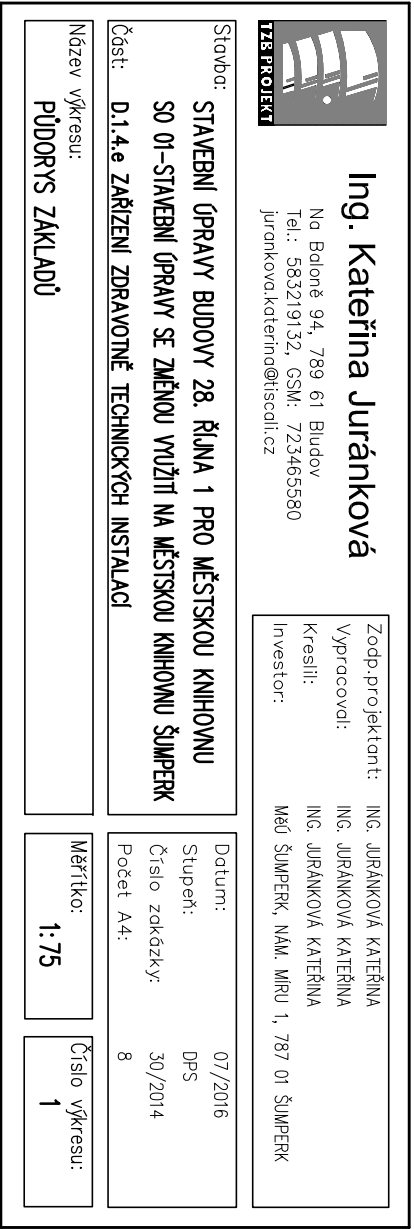 TZB PROJEKT
Ing. Kateřina Juránková
Na Baloně 94, 789 61 Bludov
Tel.: 583219132, GSM: 723465580
jurankova.katerina@tiscali.cz
Zodp.projektant: ING. JURÁNKOVÁ KATEŘINA
Vypracoval: ING. JURÁNKOVÁ KATEŘINA
Kreslil: ING. JURÁNKOVÁ KATEŘINA
Investor: MěÚ ŠUMPERK, NÁM. MÍRU 1, 787 01 ŠUMPERK
Stavba: STAVEBNÍ ÚPRAVY BUDOVY 28. ŘÍJNA 1 PRO MĚSTSKOU KNIHOVNU
SO 01-STAVEBNÍ ÚPRAVY SE ZMĚNOU VYUŽITÍ NA MĚSTSKOU KNIHOVNU ŠUMPERK
Část: D.1.4.e ZAŘÍZENÍ ZDRAVOTNĚ TECHNICKÝCH INSTALACÍ
Datum: 07/2016
Stupeň: DPS
Číslo zakázky: 30/2014
Počet A4: 8
Název výkresu:
PŮDORYS ZÁKLADŮ
Měřítko:
1:75
Číslo výkresu:
1